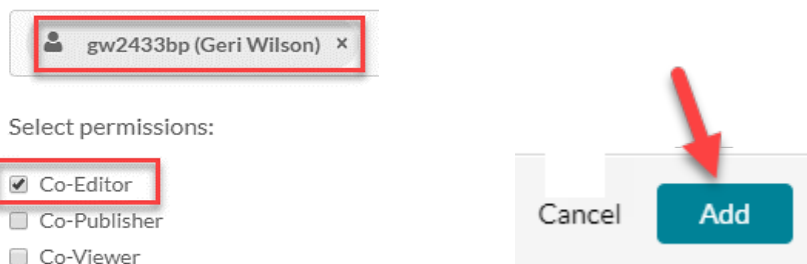 gw2433bp (Geri Wilson) ×
Select permissions:
Co-Editor
Co-Publisher
Co-Viewer
Cancel
Add